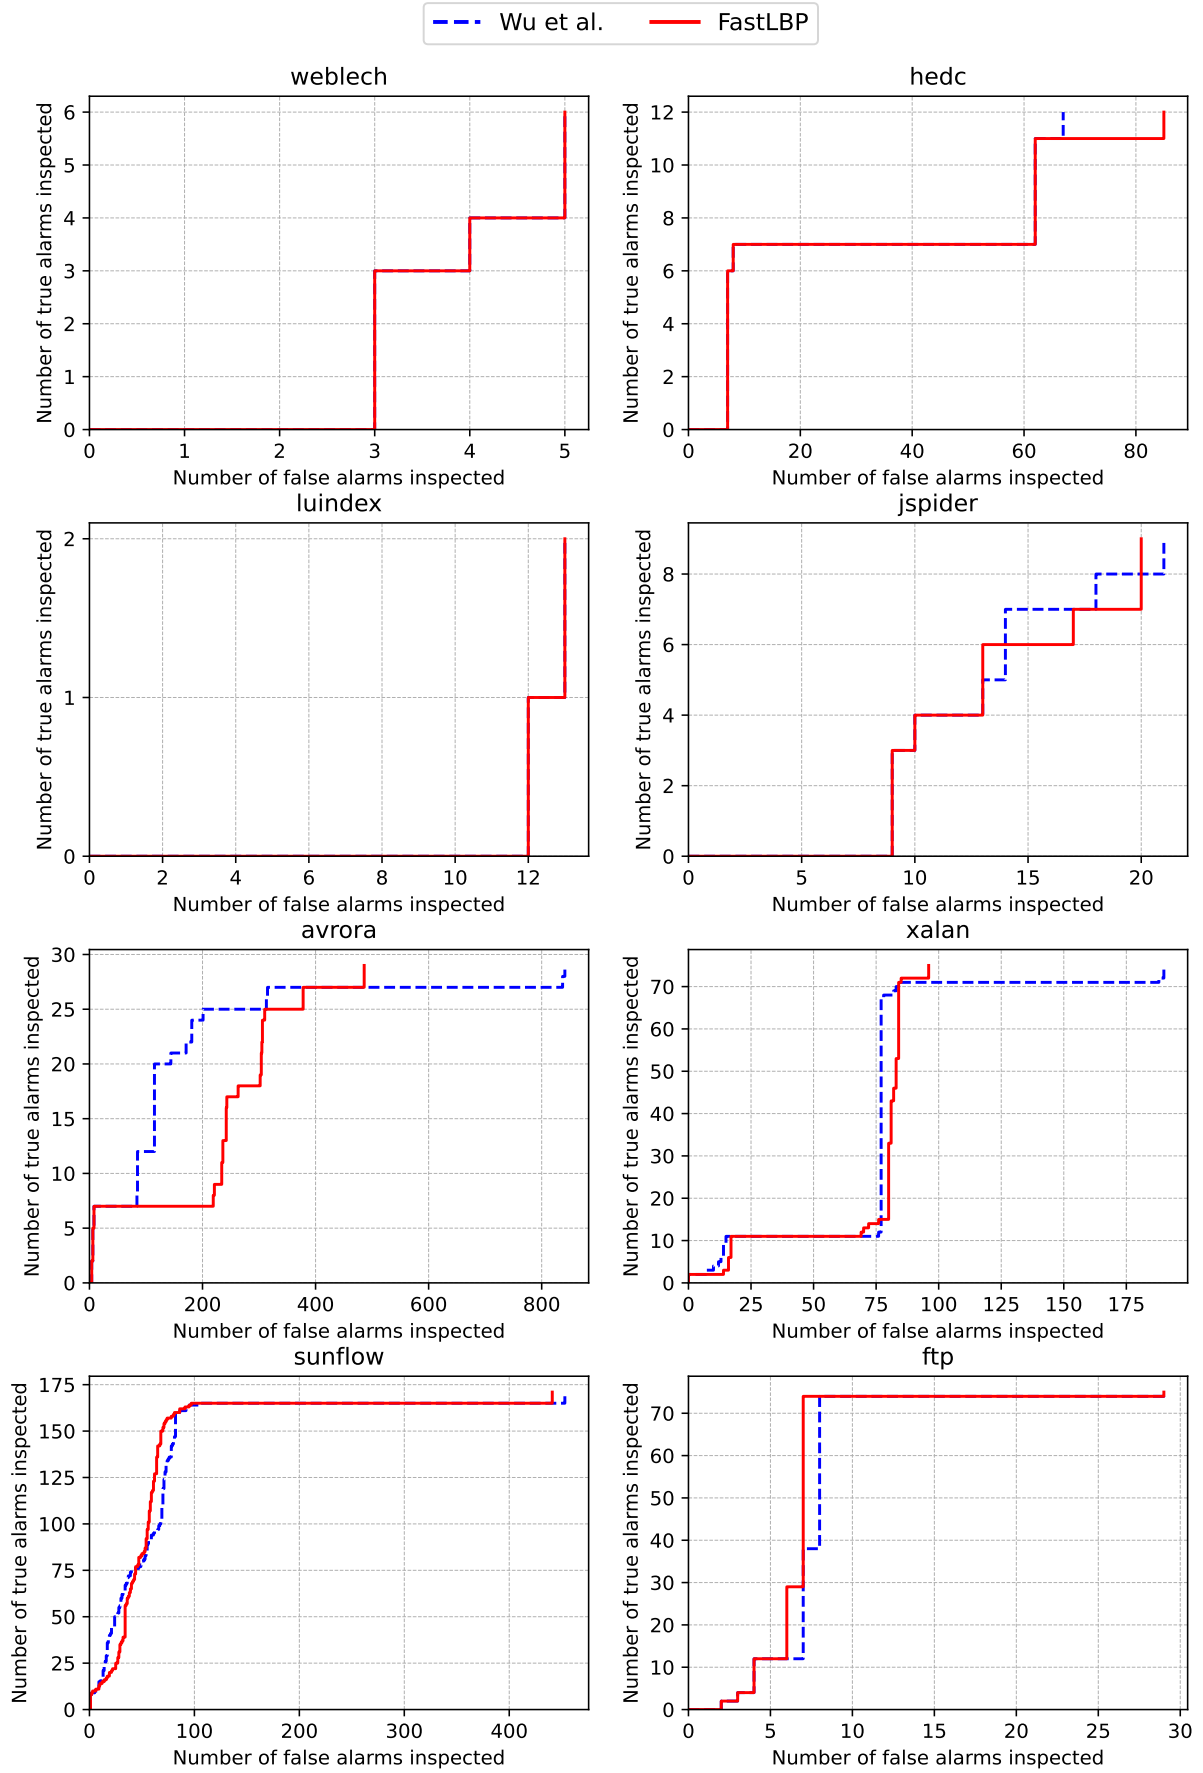 Wu et al. FastLBP
weblech
Number of true alarms inspected
6
5
4
3
2
1
0
0 1 2 3 4 5
Number of false alarms inspected
hedc
Number of true alarms inspected
12
10
8
6
4
2
0
0 20 40 60 80
Number of false alarms inspected
luindex
Number of true alarms inspected
2
1
0
0 2 4 6 8 10 12
Number of false alarms inspected
jspider
Number of true alarms inspected
8
6
4
2
0
0 5 10 15 20
Number of false alarms inspected
avrora
Number of true alarms inspected
30
25
20
15
10
5
0
0 200 400 600 800
Number of false alarms inspected
xalan
Number of true alarms inspected
70
60
50
40
30
20
10
0
0 25 50 75 100 125 150 175
Number of false alarms inspected
sunflow
Number of true alarms inspected
175
150
125
100
75
50
25
0
0 100 200 300 400
Number of false alarms inspected
ftp
Number of true alarms inspected
70
60
50
40
30
20
10
0
0 5 10 15 20 25 30
Number of false alarms inspected